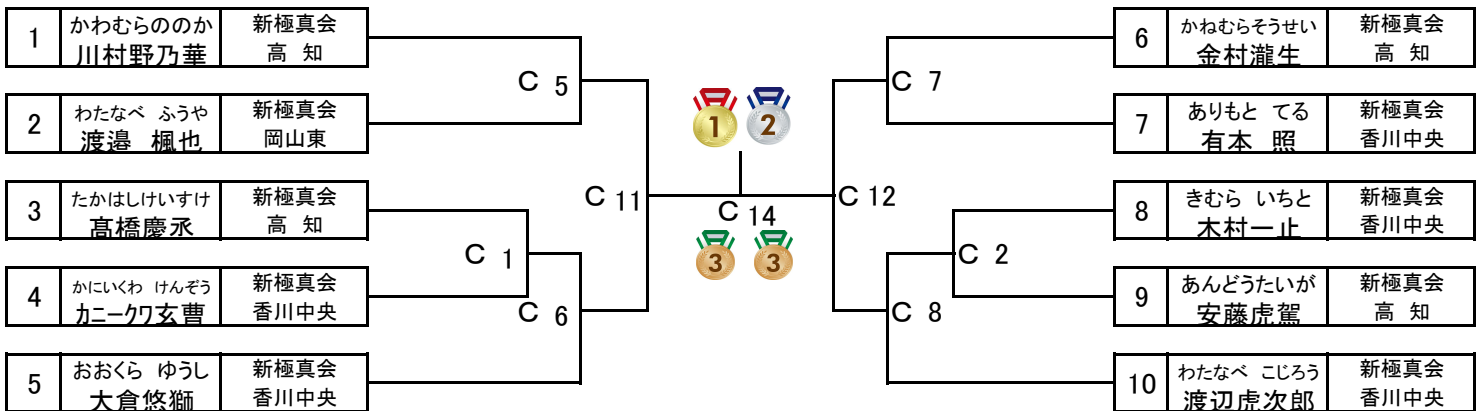 1
かわむらののか
川村野乃華
新極真会
高 知
2
わたなべ ふうや
渡邉 楓也
新極真会
岡山東
3
たかはしけいすけ
髙橋慶丞
新極真会
高 知
4
かにいくわ けんぞう
カニークワ玄曹
新極真会
香川中央
5
おおくら ゆうし
大倉悠獅
新極真会
香川中央
C 5
C 1
C 6
C 11
1
2
C 14
3
3
C 12
C 7
C 2
C 8
6
かねむらそうせい
金村瀧生
新極真会
高 知
7
ありもと てる
有本 照
新極真会
香川中央
8
きむら いちと
木村一止
新極真会
香川中央
9
あんどうたいが
安藤虎駕
新極真会
高 知
10
わたなべ こじろう
渡辺虎次郎
新極真会
香川中央